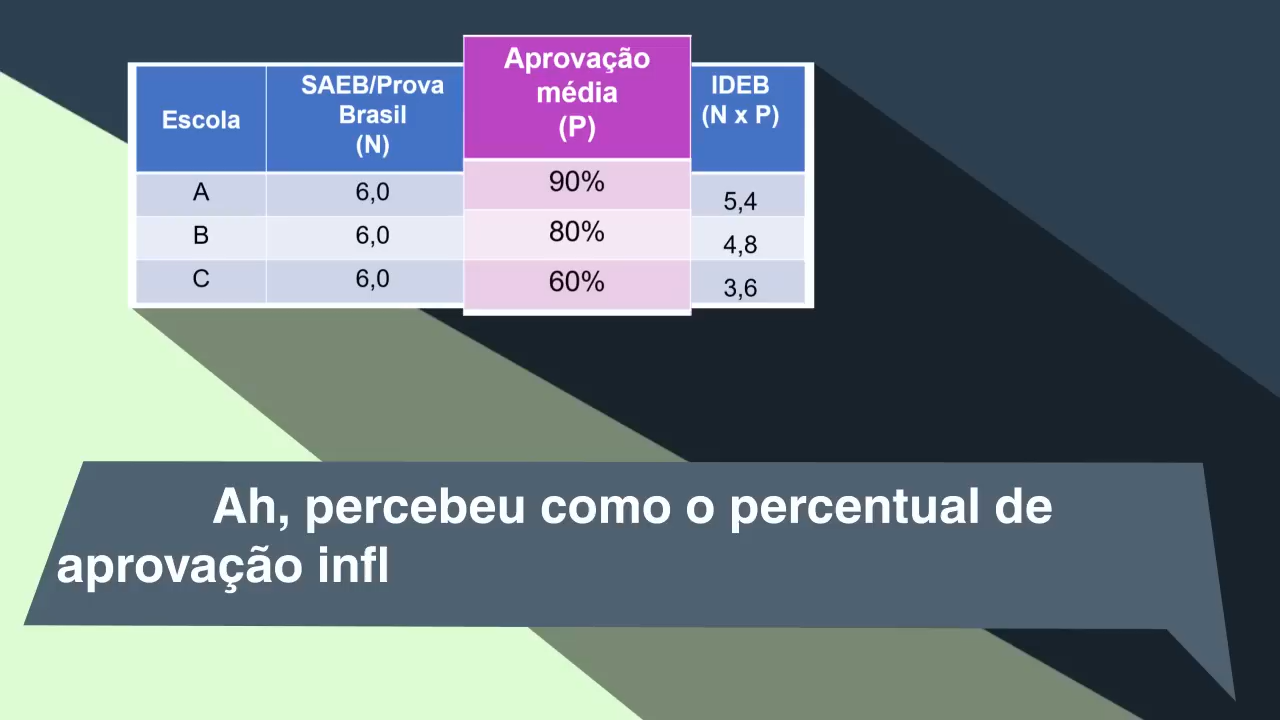 Escola
SAEB/Prova
Brasil
(N)
Aprovação
média
(P)
IDEB
(N x P)
A
6,0
90%
5,4
B
6,0
80%
4,8
C
6,0
60%
3,6
Ah, percebeu como o percentual de
aprovação infl